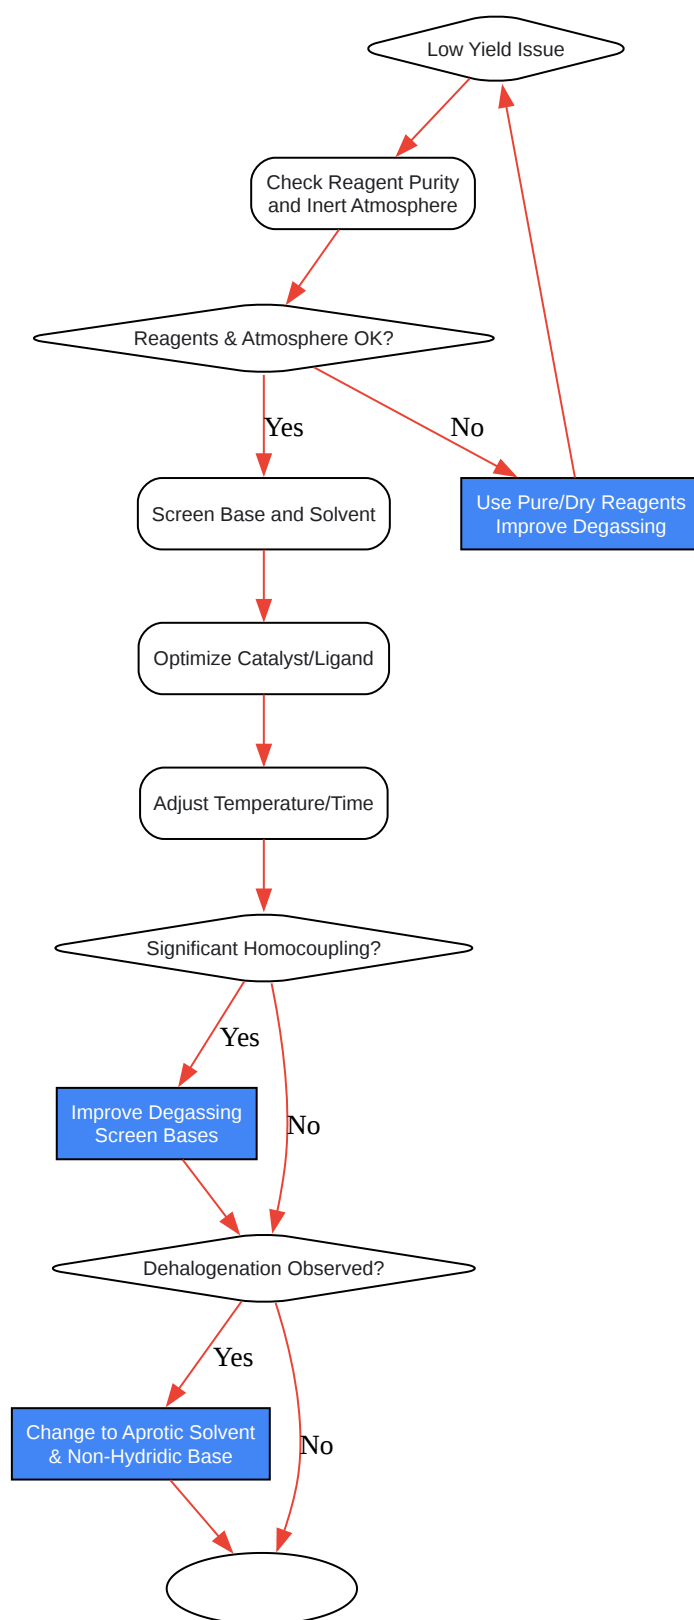 Low Yield Issue
Check Reagent Purity
and Inert Atmosphere
Reagents & Atmosphere OK?
Yes
No
Screen Base and Solvent
Use Pure/Dry Reagents
Improve Degassing
Optimize Catalyst/Ligand
Adjust Temperature/Time
Significant Homocoupling?
Yes
Improve Degassing
Screen Bases
No
Dehalogenation Observed?
Yes
Change to Aprotic Solvent
& Non-Hydridic Base
No